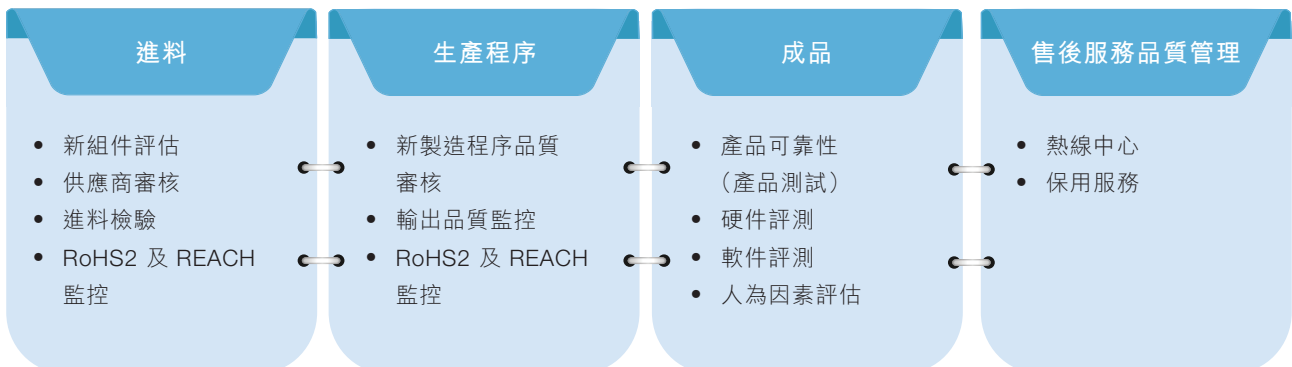 進料
• 新組件評估
• 供應商審核
• 進料檢驗
• RoHS2 及 REACH
監控
生產程序
• 新製造程序品質
審核
• 輸出品質監控
• RoHS2 及 REACH
監控
成品
• 產品可靠性
（產品測試）
• 硬件評測
• 軟件評測
• 人為因素評估
售後服務品質管理
• 熱線中心
• 保用服務